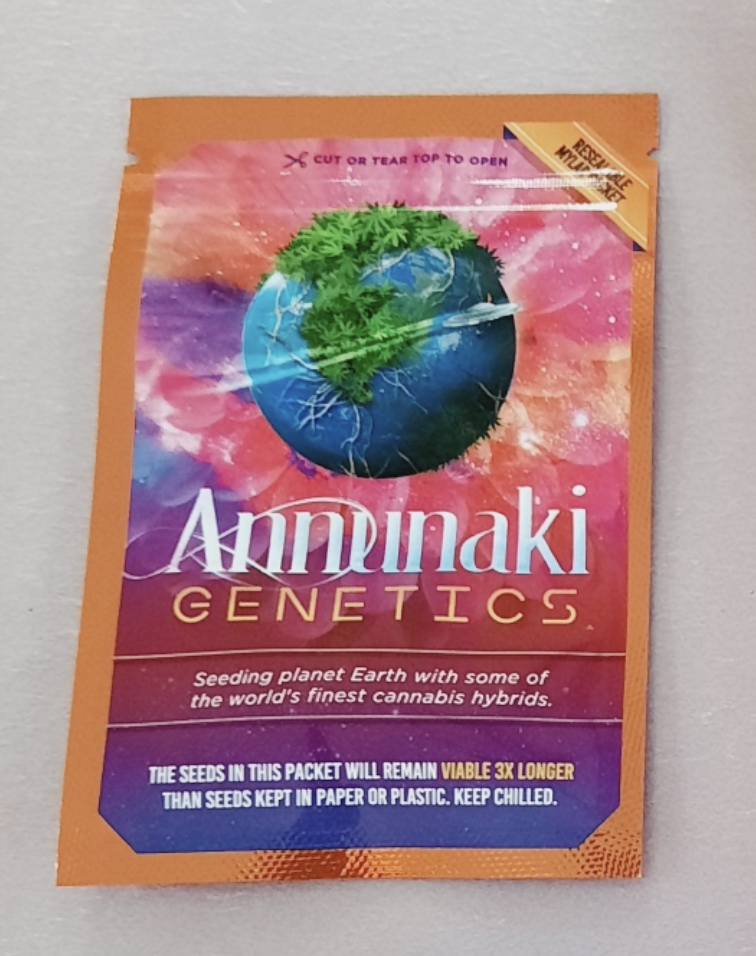 CUT OR TEAR TOP TO OPEN
RESEALABLE
MYLAR PACKET
Annunaki
GENETICS
Seeding planet Earth with some of
the world's finest cannabis hybrids.
THE SEEDS IN THIS PACKET WILL REMAIN VIABLE 3X LONGER
THAN SEEDS KEPT IN PAPER OR PLASTIC. KEEP CHILLED.